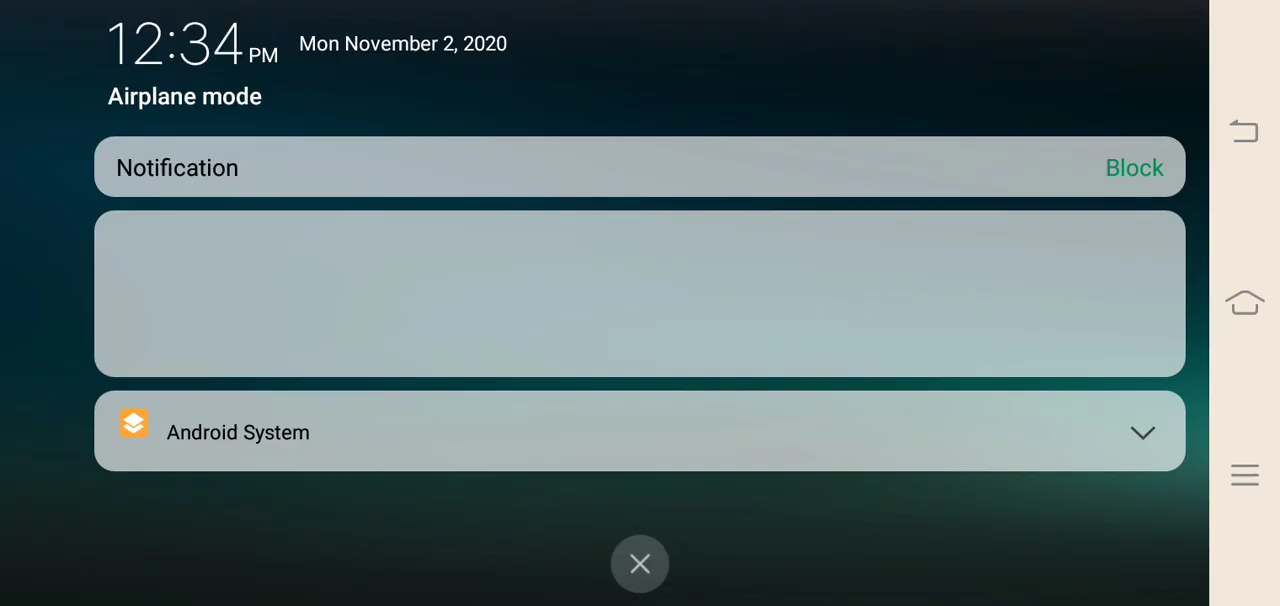 12:34 PM Mon November 2, 2020
Airplane mode
Notification Block
Android System